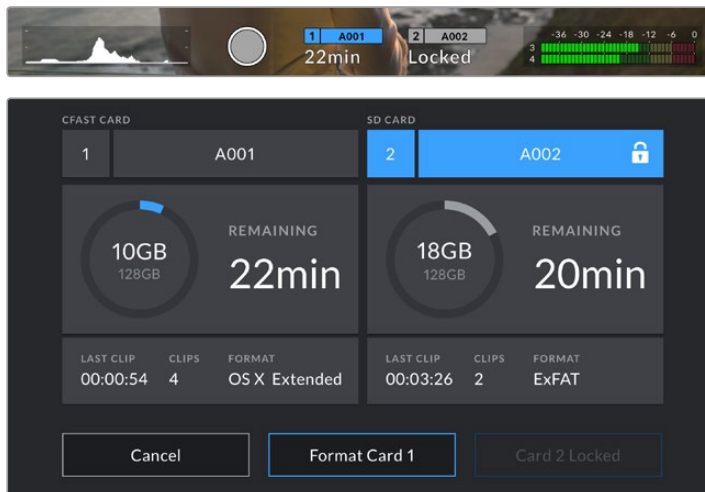 1 A001 2 A002 -36 -30 -24 -18 -12 -6 0
22min Locked 3
4
CFAST CARD SD CARD
1 A001 2 A002
10GB REMAINING 18GB REMAINING
128GB 22min 128GB 20min
LAST CLIP CLIPS FORMAT LAST CLIP CLIPS FORMAT
00:00:54 4 OS X Extended 00:03:26 2 ExFAT
Cancel Format Card 1 Card 2 Locked